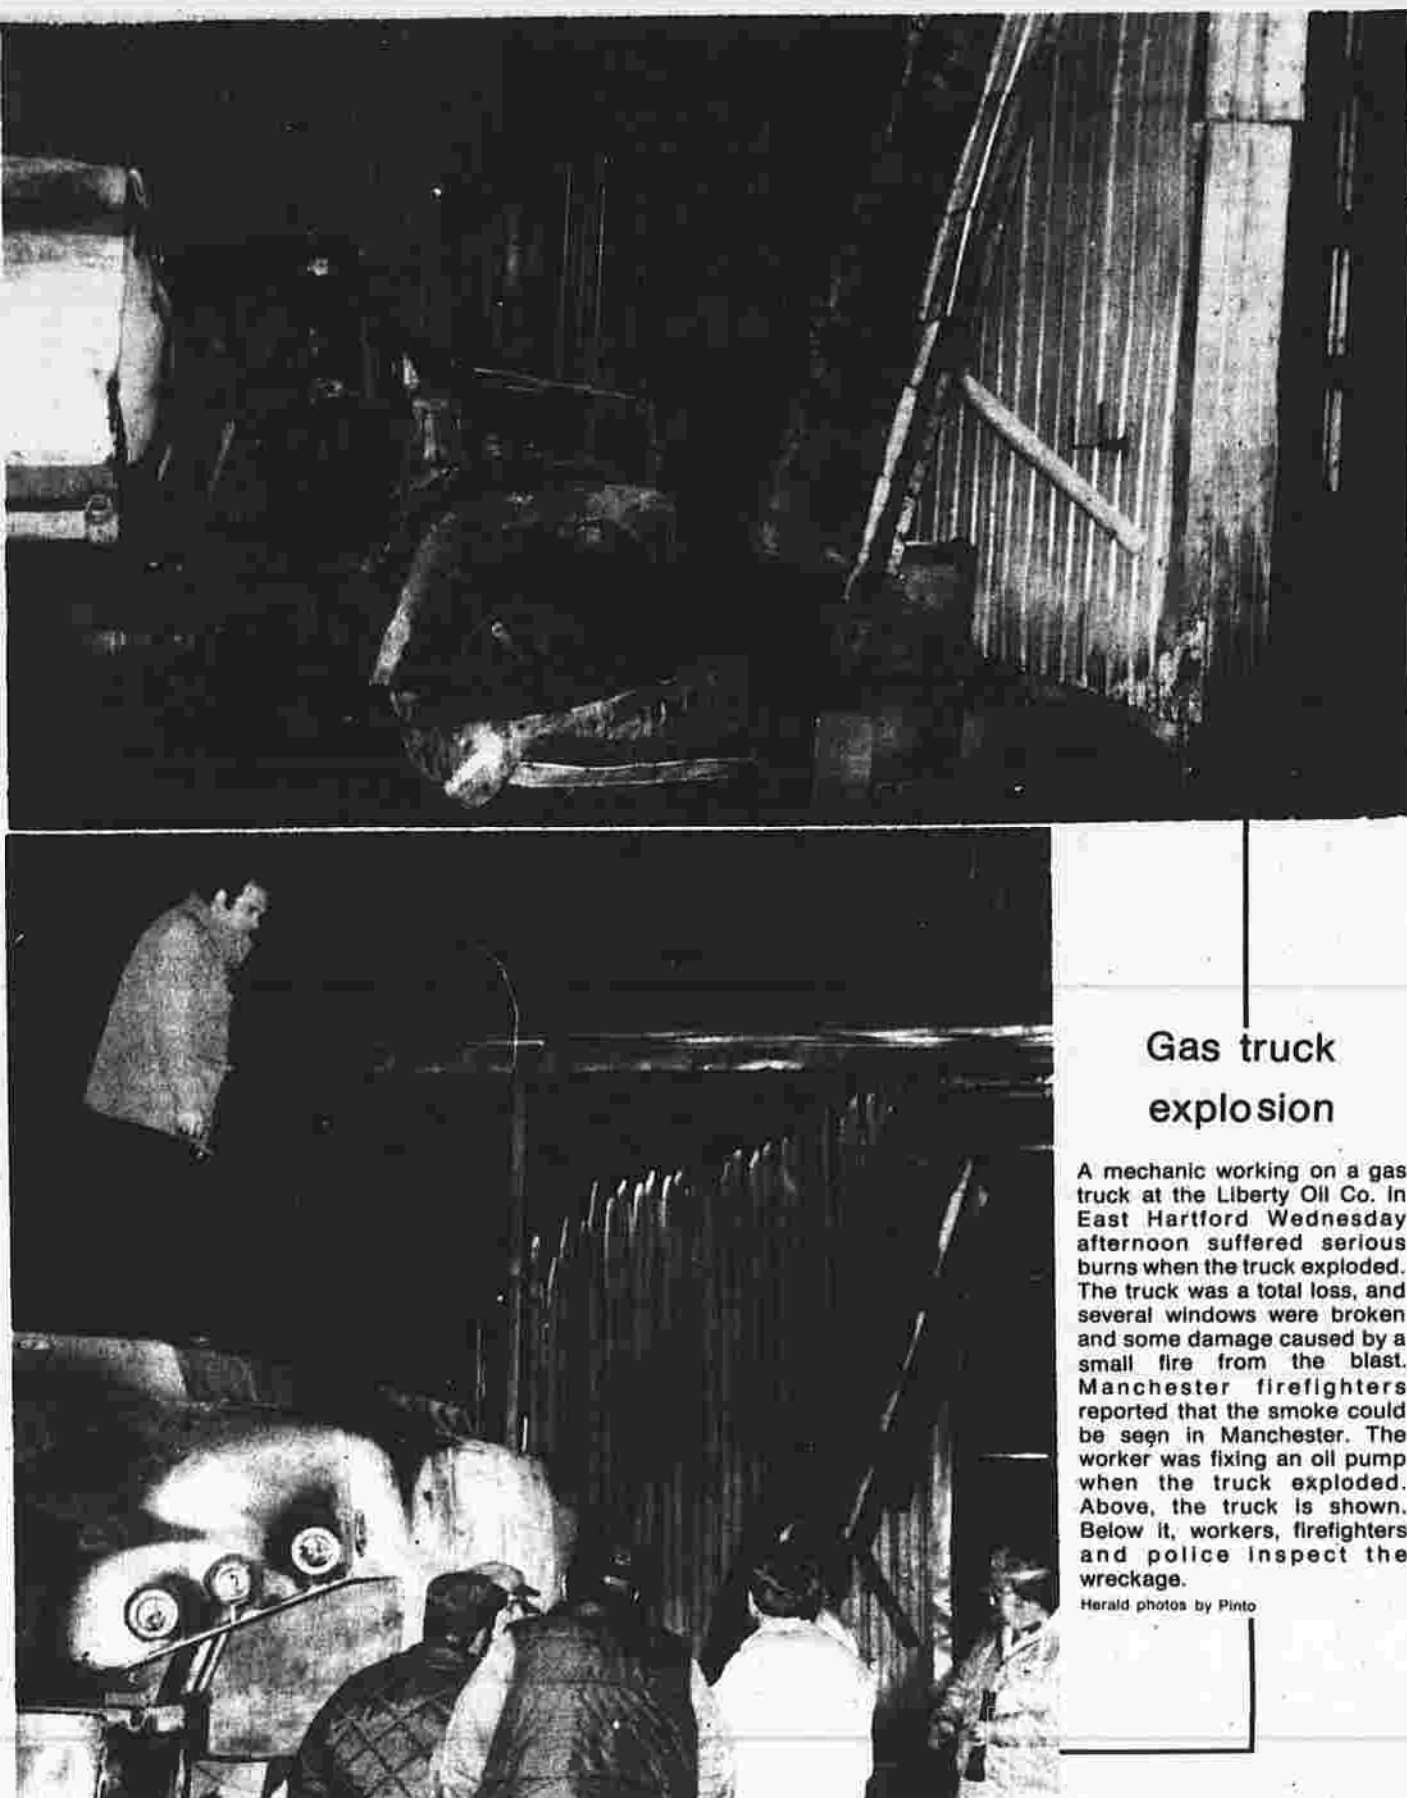 Gas truck
explosion
A mechanic working on a gas
truck at the Liberty Oil Co. in
East Hartford Wednesday
afternoon suffered serious
burns when the truck exploded.
The truck was a total loss, and
several windows were broken
and some damage caused by a
small fire from the blast.
Manchester firefighters
reported that the smoke could
be seen in Manchester. The
worker was fixing an oil pump
when the truck exploded.
Above, the truck is shown.
Below it, workers, firefighters
and police inspect the
wreckage.
Herald photos by Pinto